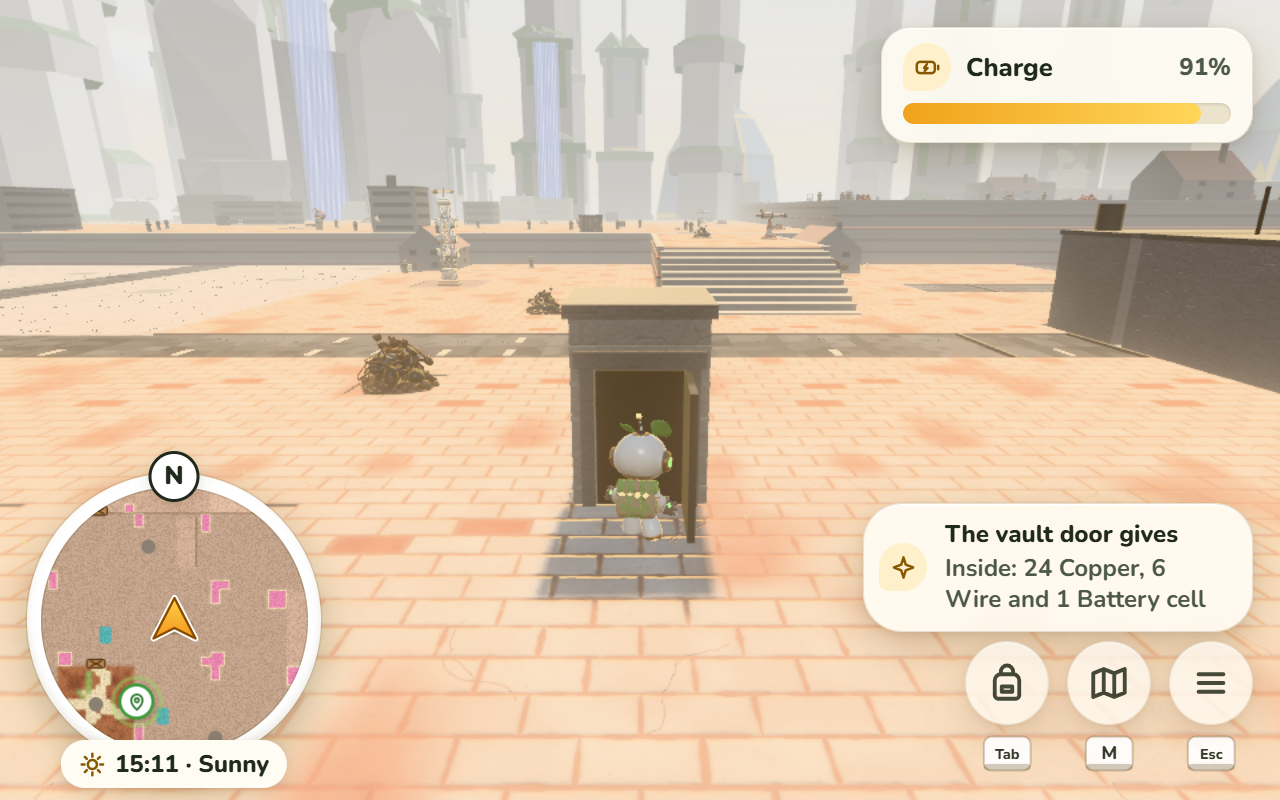 Charge 91%
N
The vault door gives
Inside: 24 Copper, 6
Wire and 1 Battery cell
15:11 · Sunny
Tab
M
Esc